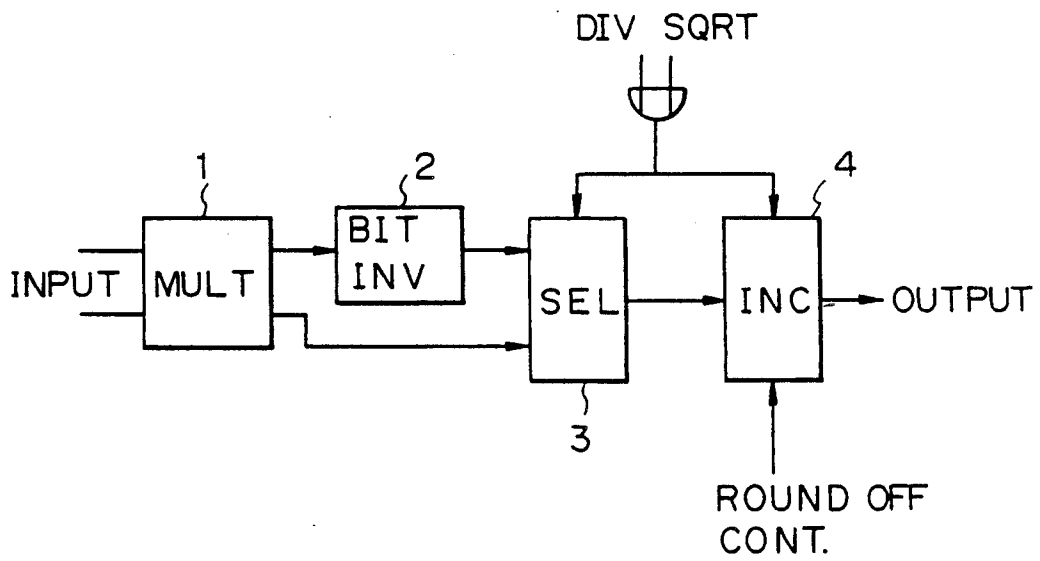 DIV SQRT
1
2
4
BIT
INV
INPUT
MULT
SEL
INC
OUTPUT
3
ROUND OFF
CONT.